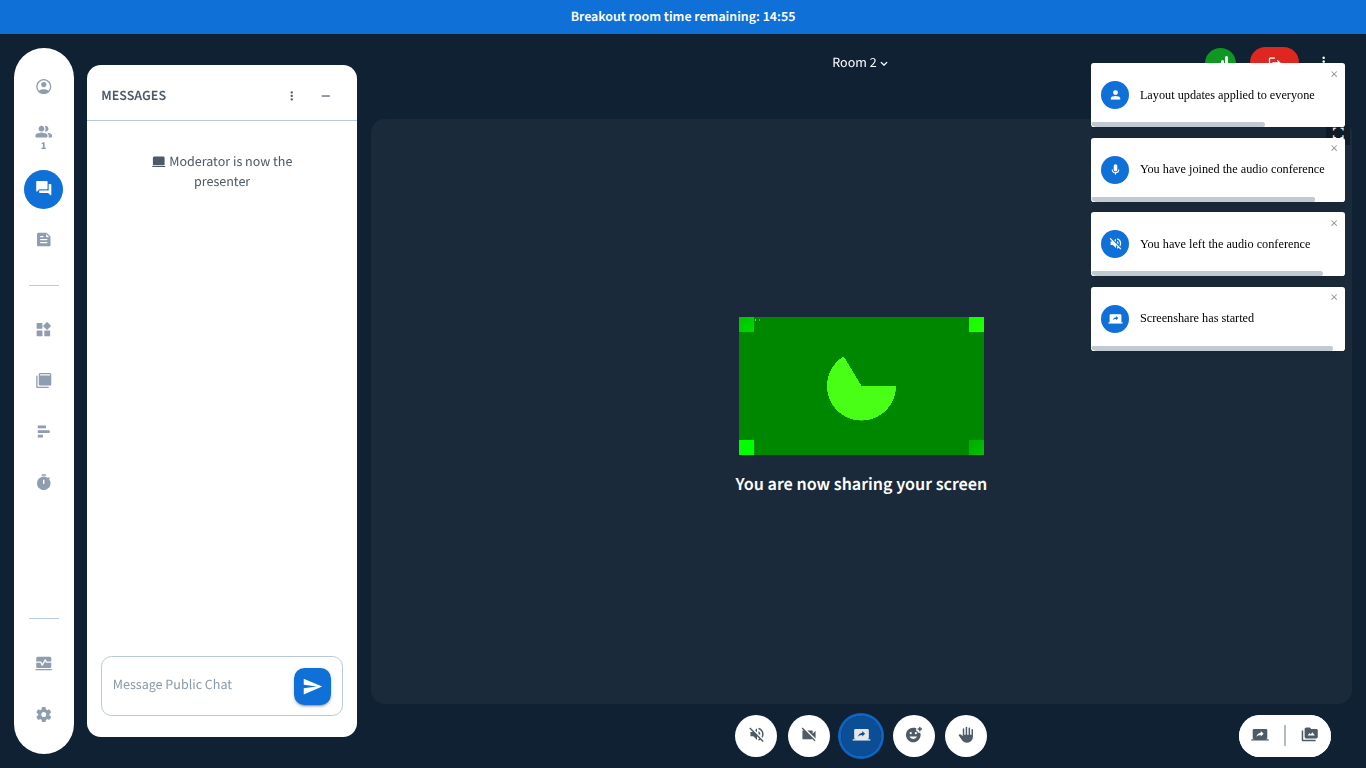 Breakout room time remaining: 14:55
Room 2
MESSAGES
1
Moderator is now the
presenter
Layout updates applied to everyone
You have joined the audio conference
You have left the audio conference
Screenshare has started
You are now sharing your screen
Message Public Chat